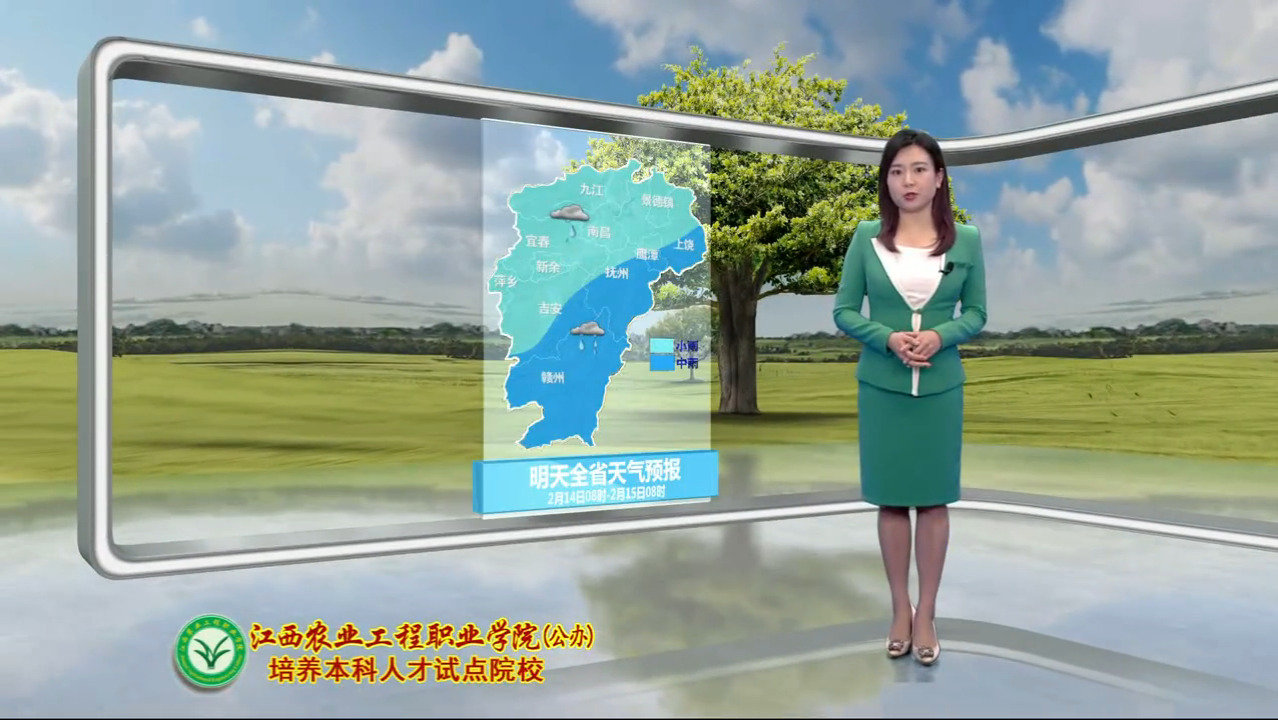 九江
景德镇
南昌
宜春
上饶
鹰潭
新余
抚州
萍乡
吉安
小雨
中雨
赣州
明天全省天气预报
2月14日08时-2月15日08时
江西农业工程职业学院(公办)
培养本科人才试点院校